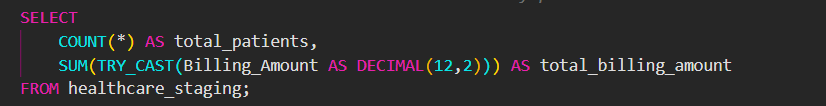 SELECT
    COUNT(*) AS total_patients,
    SUM(TRY_CAST(Billing_Amount AS DECIMAL(12,2))) AS total_billing_amount
FROM healthcare_staging;